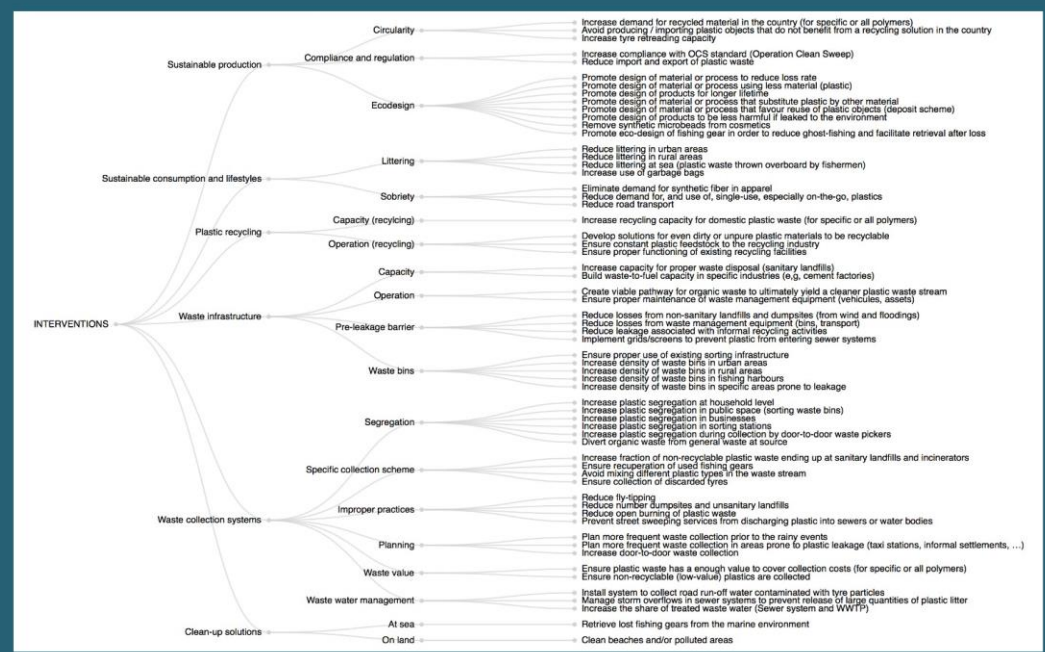 INTERVENTIONS
Sustainable production
Circularity
Increase demand for recycled material in the country (for specific or all polymers)
Avoid producing / importing plastic objects that do not benefit from a recycling solution in the country
Increase tyre retreading capacity
Compliance and regulation
Increase compliance with OCS standard (Operation Clean Sweep)
Reduce import and export of plastic waste
Ecodesign
Promote design of material or process to reduce loss rate
Promote design of material or process using less material (plastic)
Promote design of products for longer lifetime
Promote design of material or process that substitute plastic by other material
Promote design of material or process that favour reuse of plastic objects (deposit scheme)
Promote design of products to be less harmful if leaked to the environment
Remove synthetic microbeads from cosmetics
Promote eco-design of fishing gear in order to reduce ghost-fishing and facilitate retrieval after loss
Sustainable consumption and lifestyles
Littering
Reduce littering in urban areas
Reduce littering in rural areas
Reduce littering at sea (plastic waste thrown overboard by fishermen)
Increase use of garbage bags
Sobriety
Eliminate demand for synthetic fiber in apparel
Reduce demand for, and use of, single-use, especially on-the-go, plastics
Reduce road transport
Plastic recycling
Capacity (recylcing)
Increase recycling capacity for domestic plastic waste (for specific or all polymers)
Operation (recycling)
Develop solutions for even dirty or unpure plastic materials to be recyclable
Ensure constant plastic feedstock to the recycling industry
Ensure proper functioning of existing recycling facilities
Waste infrastructure
Capacity
Increase capacity for proper waste disposal (sanitary landfills)
Build waste-to-fuel capacity in specific industries (e,g, cement factories)
Operation
Create viable pathway for organic waste to ultimately yield a cleaner plastic waste stream
Ensure proper maintenance of waste management equipment (vehicules, assets)
Pre-leakage barrier
Reduce losses from non-sanitary landfills and dumpsites (from wind and floodings)
Reduce losses from waste management equipment (bins, transport)
Reduce leakage associated with informal recycling activities
Implement grids/screens to prevent plastic from entering sewer systems
Waste bins
Ensure proper use of existing sorting infrastructure
Increase density of waste bins in urban areas
Increase density of waste bins in rural areas
Increase density of waste bins in fishing harbours
Increase density of waste bins in specific areas prone to leakage
Waste collection systems
Segregation
Increase plastic segregation at household level
Increase plastic segregation in public space (sorting waste bins)
Increase plastic segregation in businesses
Increase plastic segregation in sorting stations
Increase plastic segregation during collection by door-to-door waste pickers
Divert organic waste from general waste at source
Specific collection scheme
Increase fraction of non-recyclable plastic waste ending up at sanitary landfills and incinerators
Ensure recuperation of used fishing gears
Avoid mixing different plastic types in the waste stream
Ensure collection of discarded tyres
Improper practices
Reduce fly-tipping
Reduce number dumpsites and unsanitary landfills
Reduce open burning of plastic waste
Prevent street sweeping services from discharging plastic into sewers or water bodies
Planning
Plan more frequent waste collection prior to the rainy events
Plan more frequent waste collection in areas prone to plastic leakage (taxi stations, informal settlements, ...)
Increase door-to-door waste collection
Waste value
Ensure plastic waste has a enough value to cover collection costs (for specific or all polymers)
Ensure non-recyclable (low-value) plastics are collected
Waste water management
Install system to collect road run-off water contaminated with tyre particles
Manage storm overflows in sewer systems to prevent release of large quantities of plastic litter
Increase the share of treated waste water (Sewer system and WWTP)
Clean-up solutions
At sea
Retrieve lost fishing gears from the marine environment
On land
Clean beaches and/or polluted areas